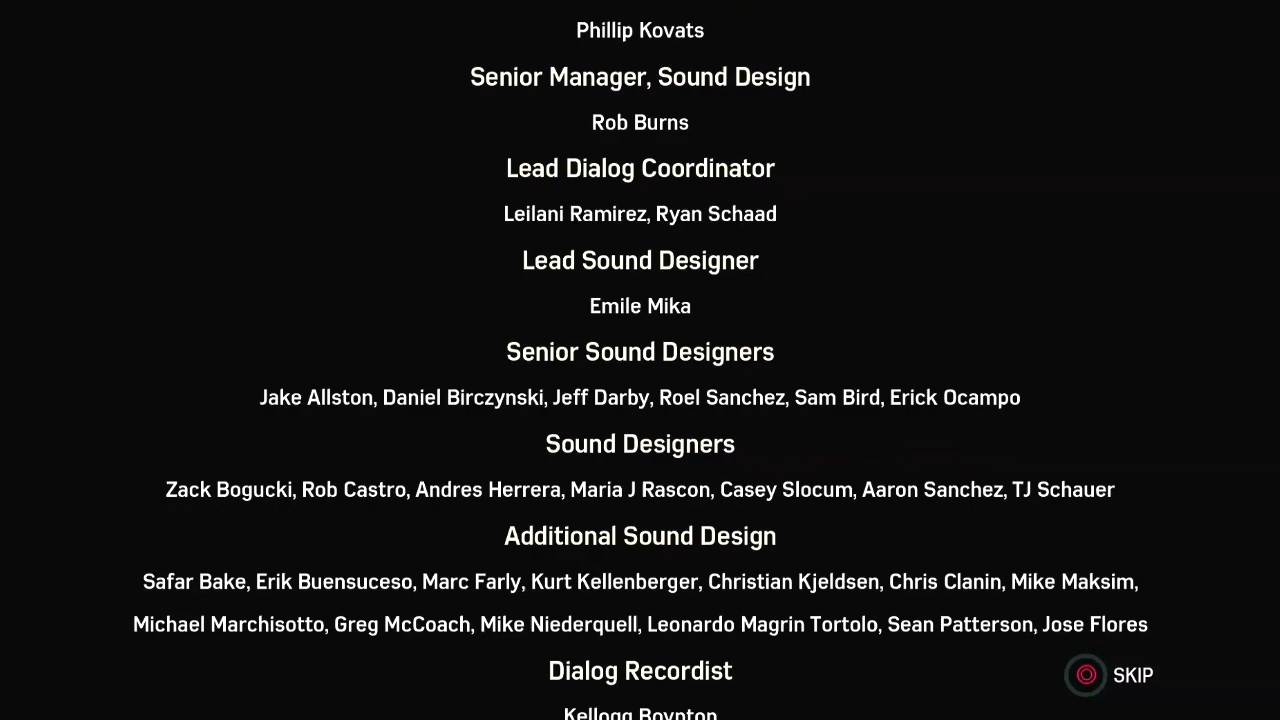 Phillip Kovats
Senior Manager, Sound Design
Rob Burns
Lead Dialog Coordinator
Leilani Ramirez, Ryan Schaad
Lead Sound Designer
Emile Mika
Senior Sound Designers
Jake Allston, Daniel Birczynski, Jeff Darby, Roel Sanchez, Sam Bird, Erick Ocampo
Sound Designers
Zack Bogucki, Rob Castro, Andres Herrera, Maria J Rascon, Casey Slocum, Aaron Sanchez, TJ Schauer
Additional Sound Design
Safar Bake, Erik Buensuceso, Marc Farly, Kurt Kellenberger, Christian Kjeldsen, Chris Clanin, Mike Maksim,
Michael Marchisotto, Greg McCoach, Mike Niederquell, Leonardo Magrin Tortolo, Sean Patterson, Jose Flores
Dialog Recordist
SKIP
Kellogg Boynton